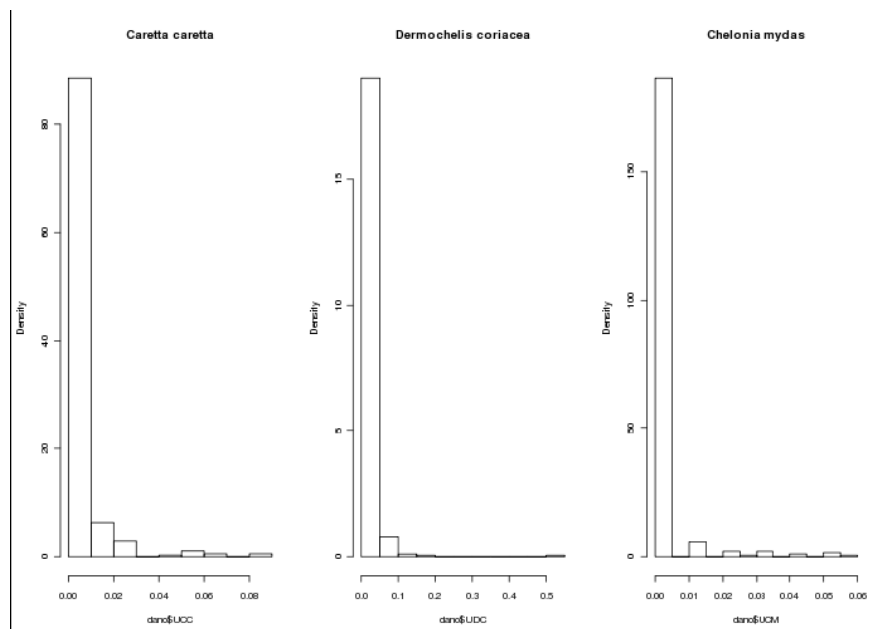 Caretta caretta
Density
0
20
40
60
80
0.00 0.02 0.04 0.06 0.08
dano$UCC
Dermochelis coriacea
Density
0
5
10
15
0.0 0.1 0.2 0.3 0.4 0.5
dano$UDC
Chelonia mydas
Density
0
50
100
150
0.00 0.01 0.02 0.03 0.04 0.05 0.06
dano$UCM